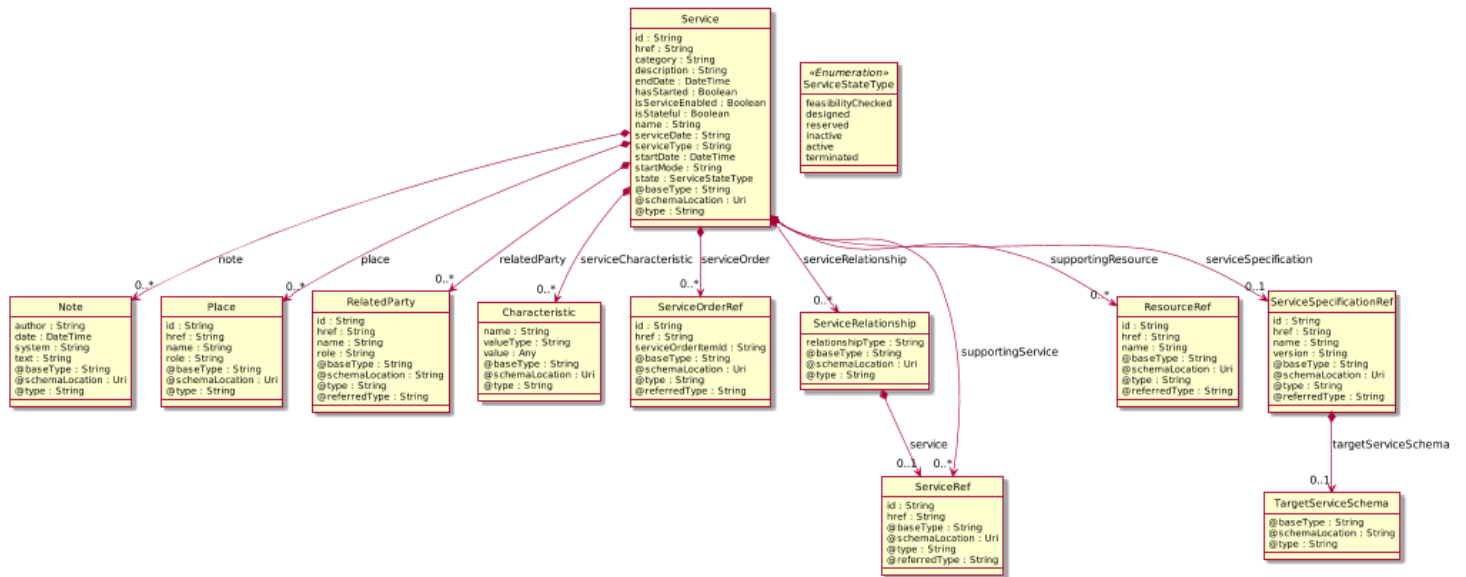 Service
id : String
href : String
category : String
description : String
endDate : DateTime
hasStarted : Boolean
isServiceEnabled : Boolean
isStateful : Boolean
name : String
serviceDate : String
serviceType : String
startDate : DateTime
startMode : String
state : ServiceStateType
@baseType : String
@schemaLocation : Uri
@type : String
«Enumeration»
ServiceStateType
feasibilityChecked
designed
reserved
inactive
active
terminated
note
place
relatedParty
serviceCharacteristic
serviceOrder
serviceRelationship
supportingService
supportingResource
serviceSpecification
0..*
0..*
0..*
0..*
0..*
0..*
0..*
0..1
Note
author : String
date : DateTime
system : String
text : String
@baseType : String
@schemaLocation : Uri
@type : String
Place
id : String
href : String
name : String
role : String
@baseType : String
@schemaLocation : Uri
@type : String
RelatedParty
id : String
href : String
name : String
role : String
@baseType : String
@schemaLocation : String
@type : String
@referredType : String
Characteristic
name : String
valueType : String
value : Any
@baseType : String
@schemaLocation : Uri
@type : String
ServiceOrderRef
id : String
href : String
serviceOrderItemId : String
@baseType : String
@schemaLocation : Uri
@type : String
@referredType : String
ServiceRelationship
relationshipType : String
@baseType : String
@schemaLocation : Uri
@type : String
ResourceRef
id : String
href : String
name : String
@baseType : String
@schemaLocation : Uri
@type : String
@referredType : String
ServiceSpecificationRef
id : String
href : String
name : String
version : String
@baseType : String
@schemaLocation : Uri
@type : String
@referredType : String
service
0..1
0..*
targetServiceSchema
0..1
ServiceRef
id : String
href : String
@baseType : String
@schemaLocation : Uri
@type : String
@referredType : String
TargetServiceSchema
@baseType : String
@schemaLocation : Uri
@type : String